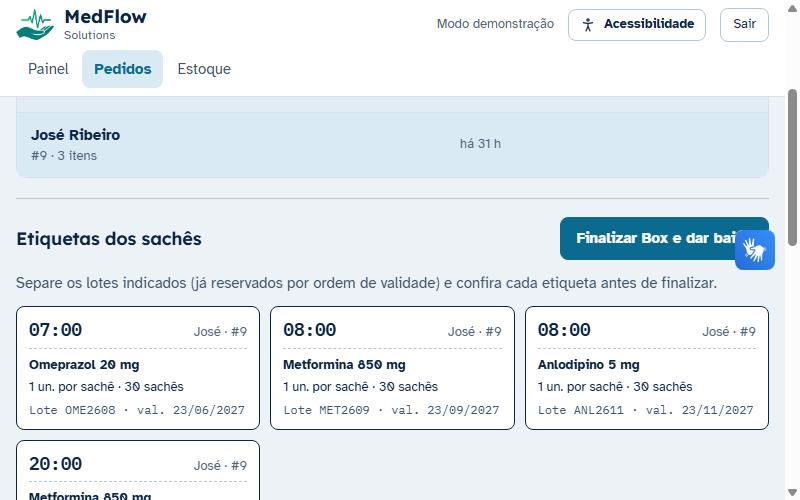 MedFlow
Solutions
Modo demonstração
Acessibilidade
Sair
Painel
Pedidos
Estoque
José Ribeiro
#9 · 3 itens
há 31 h
Etiquetas dos sachês
Finalizar Box e dar
Separe os lotes indicados (já reservados por ordem de validade) e confira cada etiqueta antes de finalizar.
07:00
José · #9
Omeprazol 20 mg
1 un. por sachê · 30 sachês
Lote OME2608 · val. 23/06/2027
08:00
José · #9
Metformina 850 mg
1 un. por sachê · 30 sachês
Lote MET2609 · val. 23/09/2027
08:00
José · #9
Anlodipino 5 mg
1 un. por sachê · 30 sachês
Lote ANL2611 · val. 23/11/2027
20:00
José · #9
Metformina 850 mg